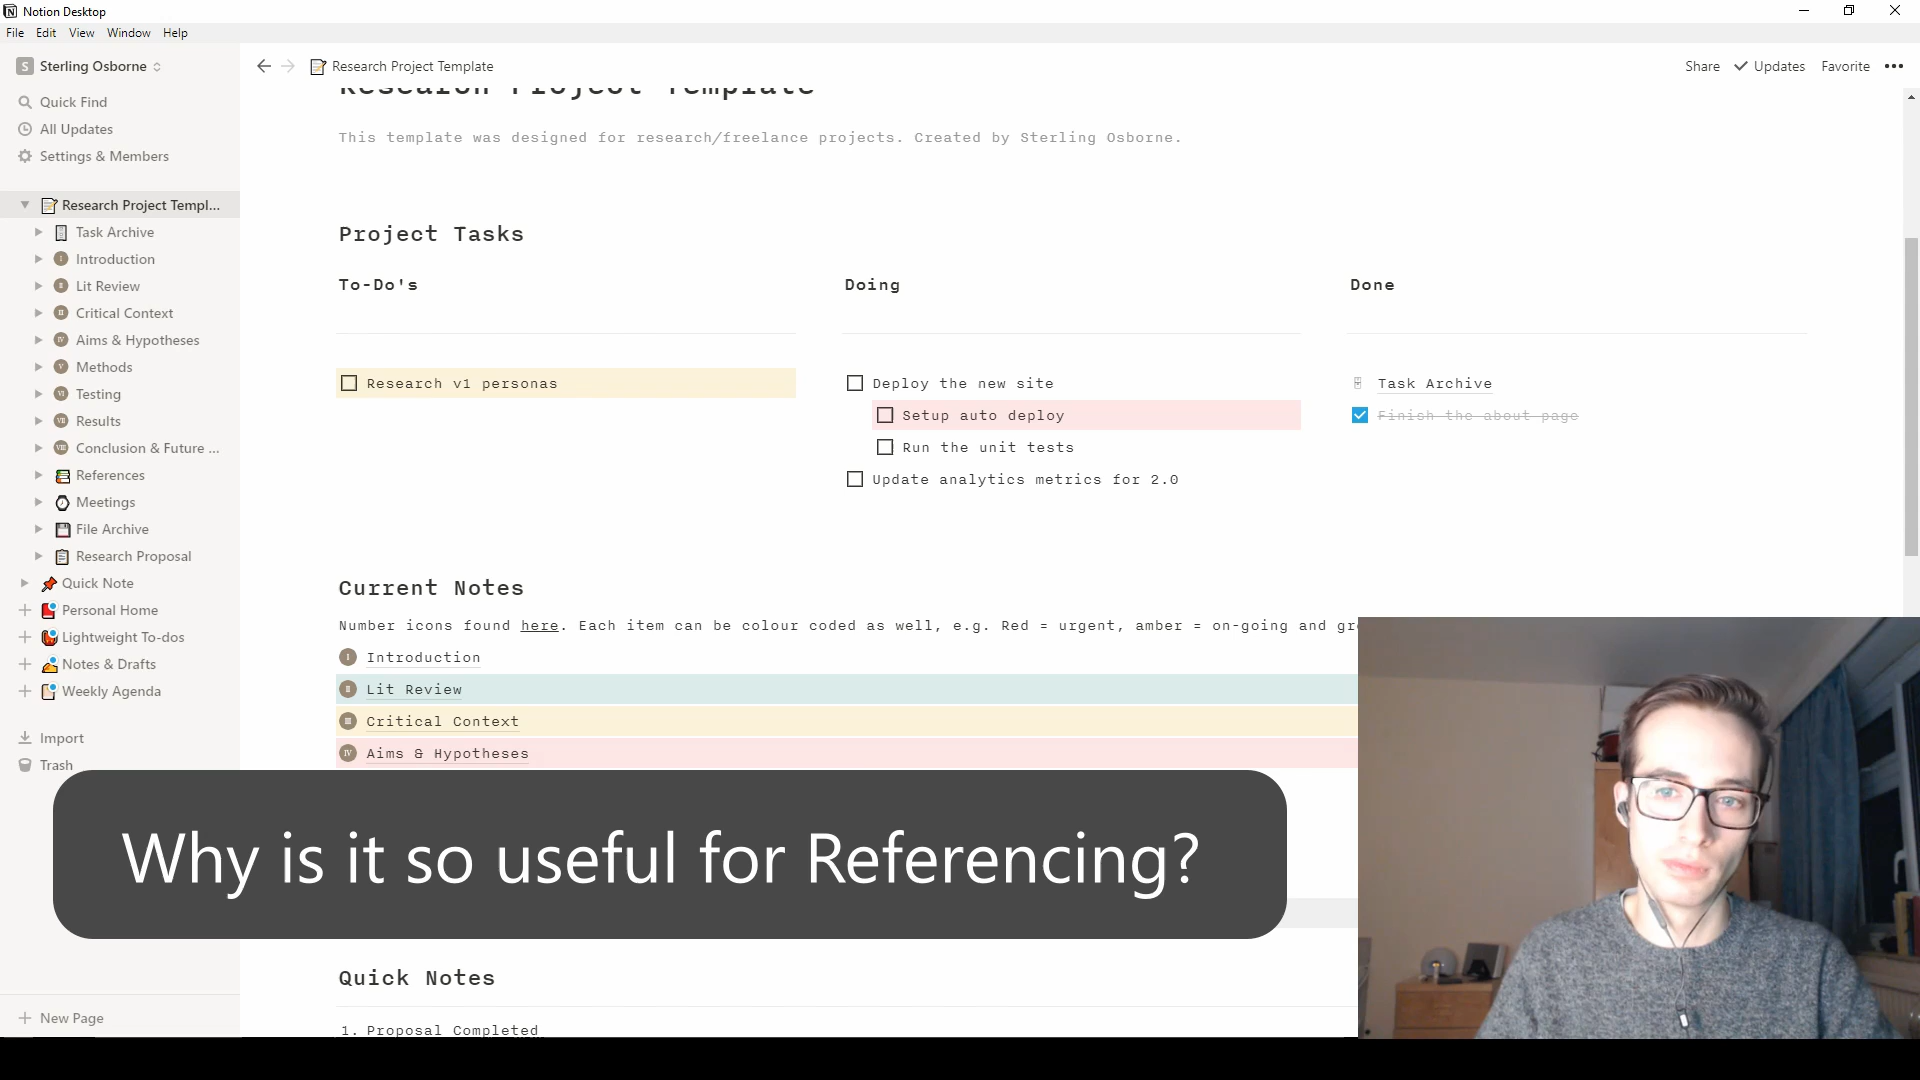 Notion Desktop
File Edit View Window Help
S Sterling Osborne
Quick Find
All Updates
Settings & Members
Research Project Templ...
Task Archive
Introduction
Lit Review
Critical Context
Aims & Hypotheses
Methods
Testing
Results
Conclusion & Future ...
References
Meetings
File Archive
Research Proposal
Quick Note
Personal Home
Lightweight To-dos
Notes & Drafts
Weekly Agenda
Import
Trash
New Page
Research Project Template
Share Updates Favorite
Research Project Template
This template was designed for research/freelance projects. Created by Sterling Osborne.
Project Tasks
To-Do's
Research v1 personas
Doing
Deploy the new site
Setup auto deploy
Run the unit tests
Update analytics metrics for 2.0
Done
Task Archive
Finish the about page
Current Notes
Number icons found here. Each item can be colour coded as well, e.g. Red = urgent, amber = on-going and gr
I Introduction
II Lit Review
III Critical Context
IV Aims & Hypotheses
Why is it so useful for Referencing?
Quick Notes
1. Proposal Completed